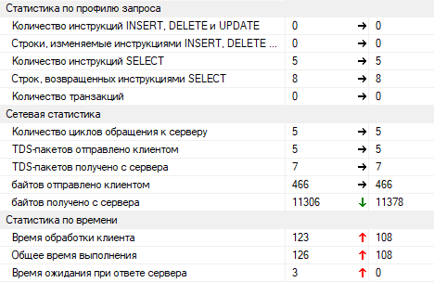 Статистика по профилю запроса
Количество инструкций INSERT, DELETE и UPDATE 0 → 0
Строки, изменяемые инструкциями INSERT, DELETE ... 0 → 0
Количество инструкций SELECT 5 → 5
Строк, возвращенных инструкциями SELECT 8 → 8
Количество транзакций 0 → 0
Сетевая статистика
Количество циклов обращения к серверу 5 → 5
TDS-пакетов отправлено клиентом 5 → 5
TDS-пакетов получено с сервера 7 → 7
байтов отправлено клиентом 466 → 466
байтов получено с сервера 11306 ↓ 11378
Статистика по времени
Время обработки клиента 123 ↑ 108
Общее время выполнения 126 ↑ 108
Время ожидания при ответе сервера 3 ↑ 0